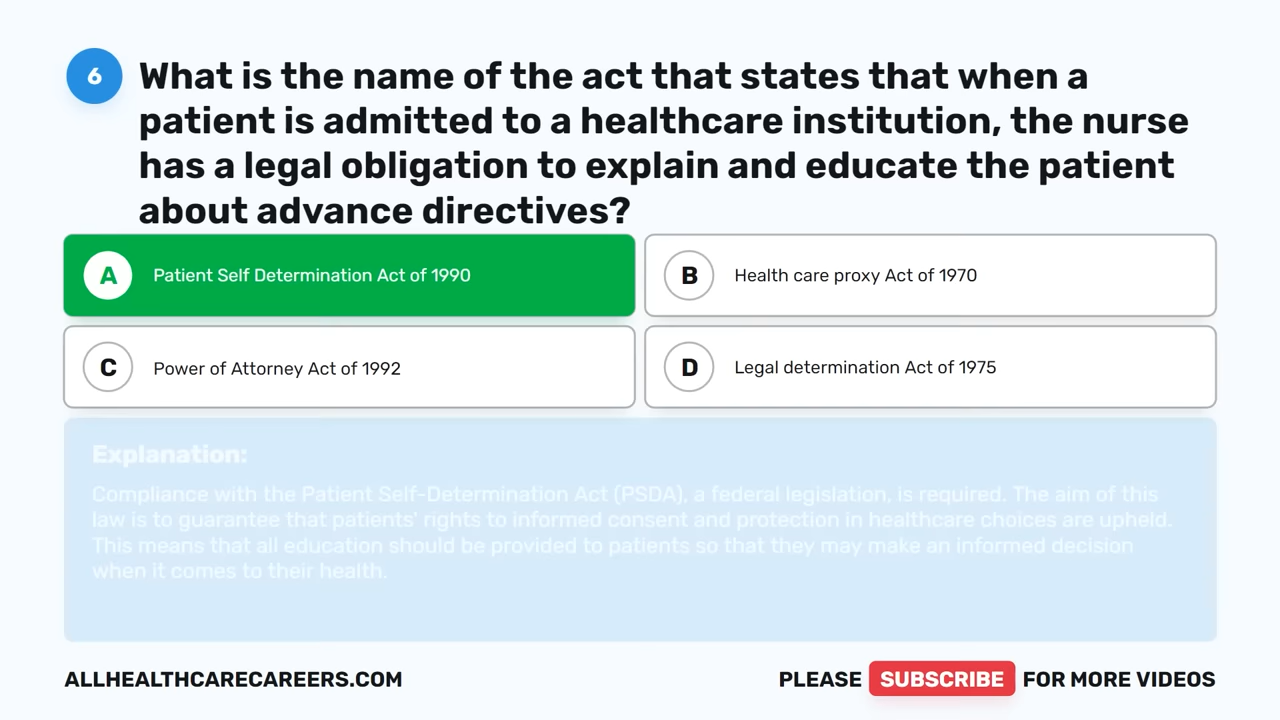 6
What is the name of the act that states that when a
patient is admitted to a healthcare institution, the nurse
has a legal obligation to explain and educate the patient
about advance directives?
A Patient Self Determination Act of 1990
B Health care proxy Act of 1970
C Power of Attorney Act of 1992
D Legal determination Act of 1975
Explanation:
Compliance with the Patient Self-Determination Act (PSDA), a federal legislation, is required. The aim of this
law is to guarantee that patients' rights to informed consent and protection in healthcare choices are upheld.
This means that all education should be provided to patients so that they may make an informed decision
when it comes to their health.
ALLHEALTHCARECAREERS.COM
PLEASE SUBSCRIBE FOR MORE VIDEOS